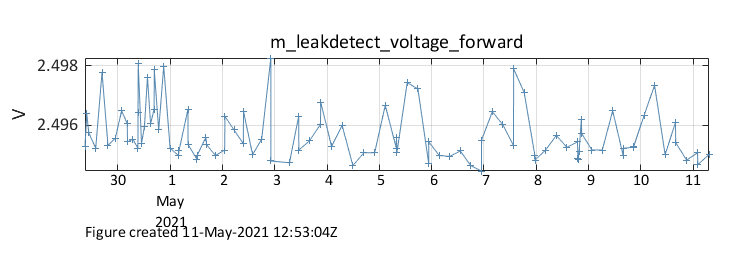 m_leakdetect_voltage_forward
2.498
2.496
V
30 1 2 3 4 5 6 7 8 9 10 11
May
2021
Figure created 11-May-2021 12:53:04Z